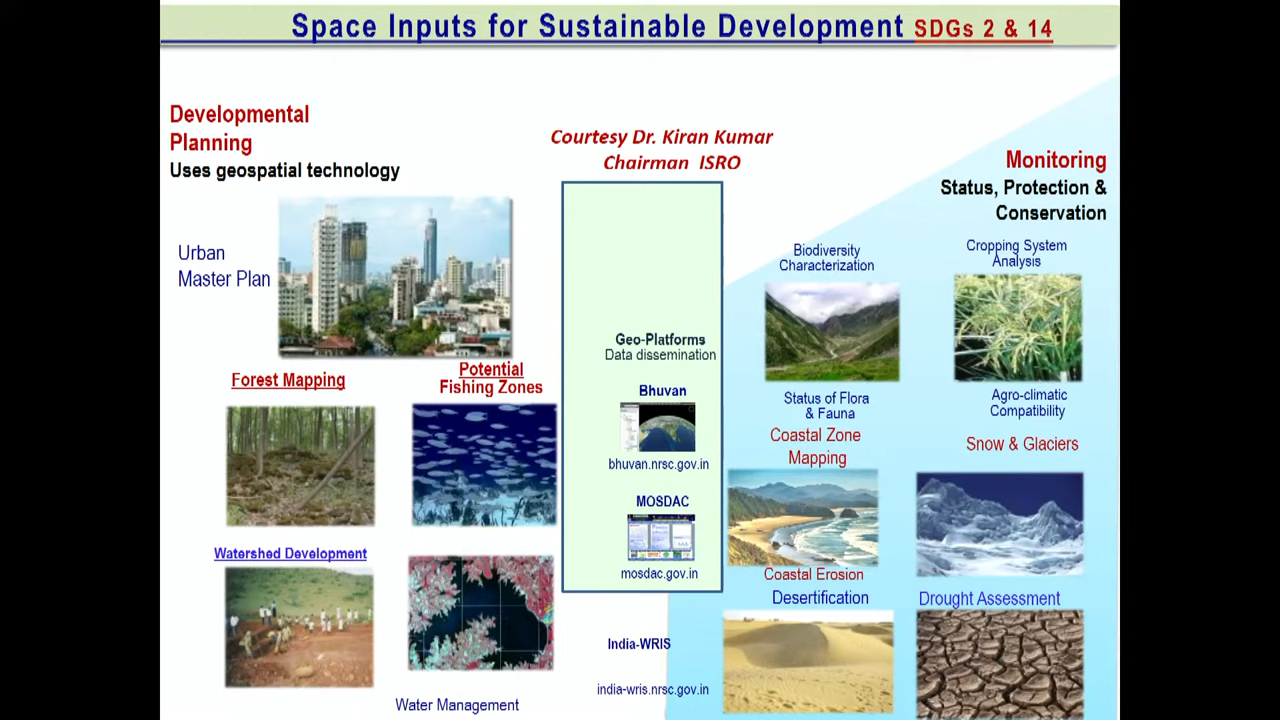 Space Inputs for Sustainable Development SDGs 2 & 14
Developmental
Planning
Uses geospatial technology
Urban
Master Plan
Forest Mapping
Potential
Fishing Zones
Watershed Development
Water Management
Courtesy Dr. Kiran Kumar
Chairman ISRO
Geo-Platforms
Data dissemination
Bhuvan
bhuvan.nrsc.gov.in
MOSDAC
mosdac.gov.in
India-WRIS
india-wris.nrsc.gov.in
Monitoring
Status, Protection &
Conservation
Biodiversity
Characterization
Cropping System
Analysis
Status of Flora
& Fauna
Agro-climatic
Compatibility
Coastal Zone
Mapping
Snow & Glaciers
Coastal Erosion
Desertification
Drought Assessment